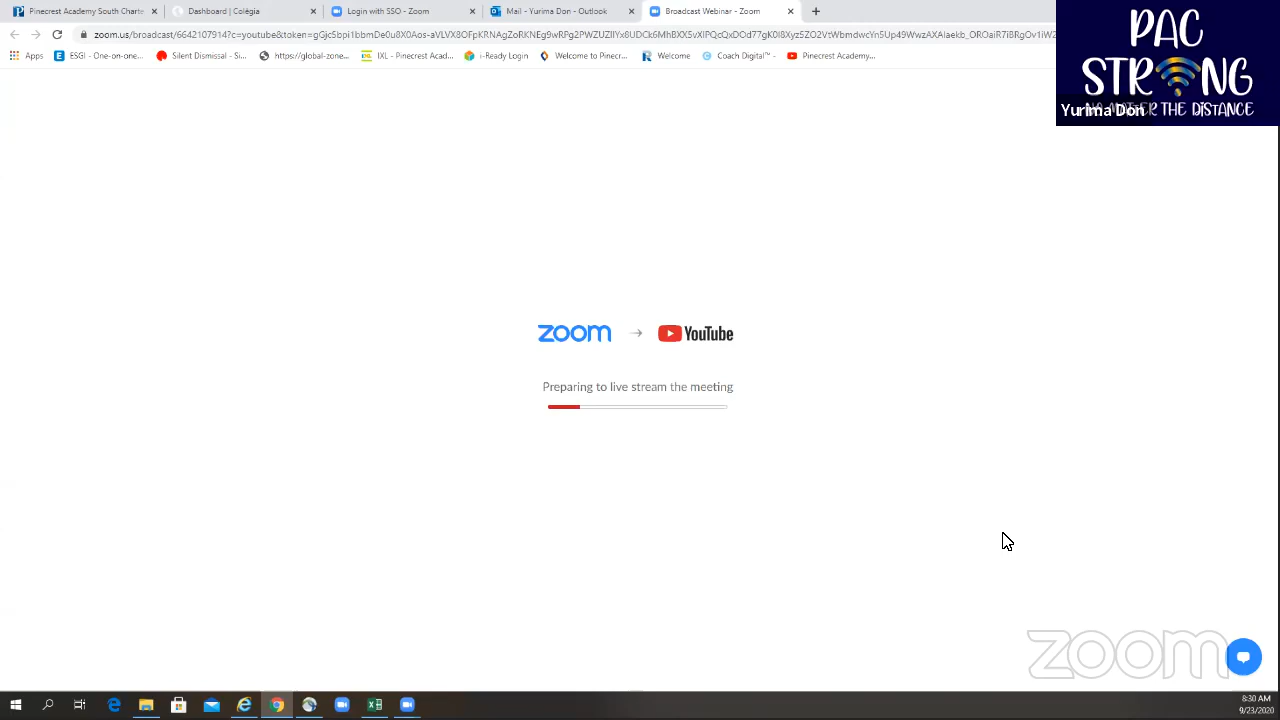 Pinecrest Academy South Charte
Dashboard | Colégia
Login with SSO - Zoom
Mail - Yurima Don - Outlook
Broadcast Webinar - Zoom
Apps
ESGI - One-on-one...
Silent Dismissal - Si...
https://global-zone...
IXL - Pinecrest Acad...
i-Ready Login
Welcome to Pinecr...
Welcome
Coach Digital™ -
Pinecrest Academy...
PAC
STRONG
NO MATTER THE DISTANCE
Yurima Don
zoom → YouTube
Preparing to live stream the meeting
zoom
8:30 AM
9/23/2020